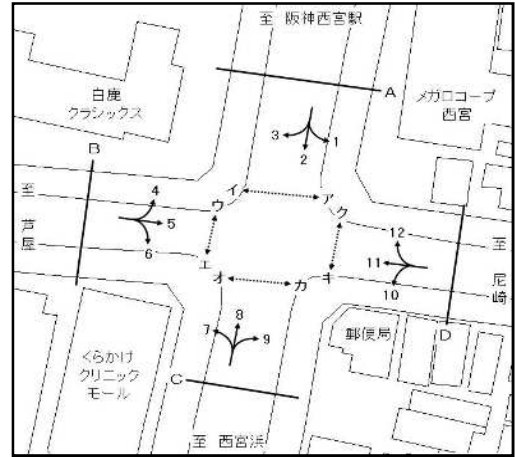 至 阪神西宮駅
白鹿
クラシックス
メガロコープ
西宮
A
B
3
1
2
イ
ア
ウ
ク
4
5
6
至
芦
屋
12
11
10
至
尼
崎
エ
オ
カ
キ
7
8
9
郵便局
D
くらかけ
クリニック
モール
C
至 西宮浜